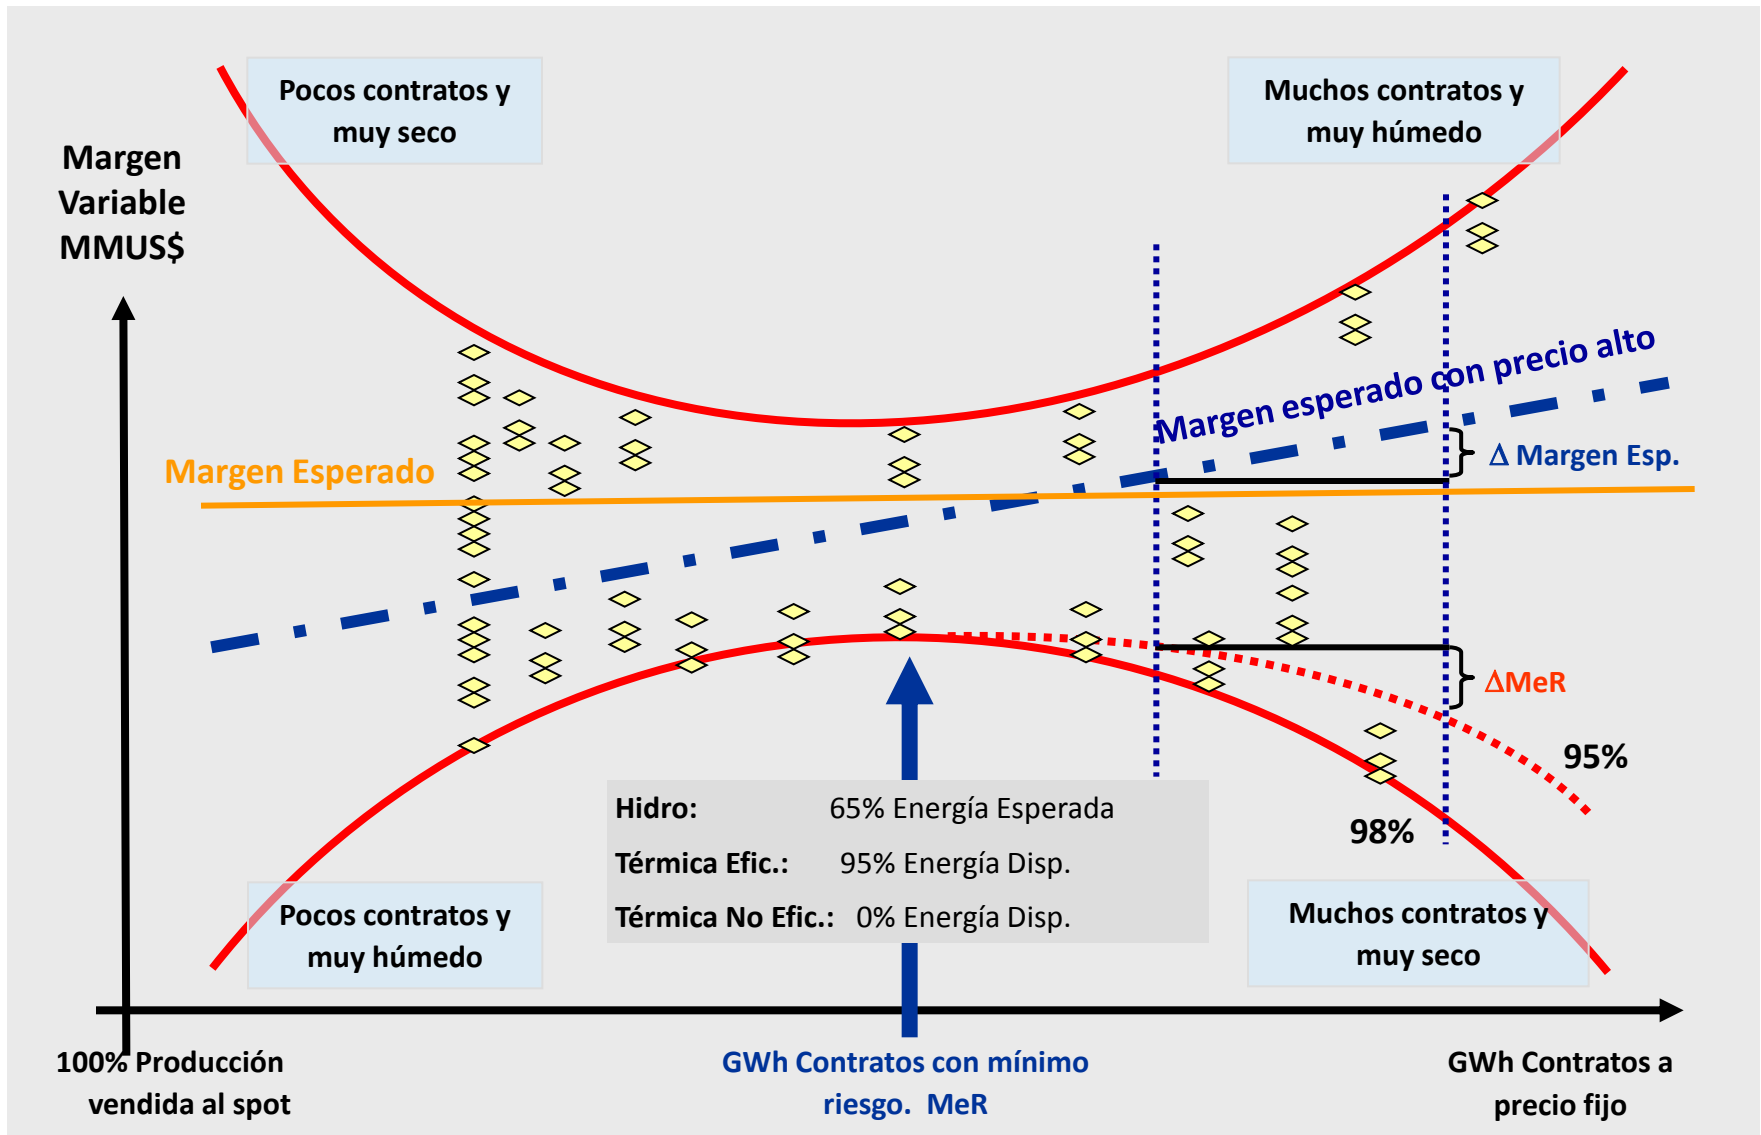 Pocos contratos y
muy seco
Muchos contratos y
muy húmedo
Margen
Variable
MMUS$
Margen esperado con precio alto
Margen Esperado
Δ Margen Esp.
ΔMeR
95%
98%
Hidro: 65% Energía Esperada
Térmica Efic.: 95% Energía Disp.
Térmica No Efic.: 0% Energía Disp.
Pocos contratos y
muy húmedo
Muchos contratos y
muy seco
100% Producción
vendida al spot
GWh Contratos con mínimo
riesgo. MeR
GWh Contratos a
precio fijo